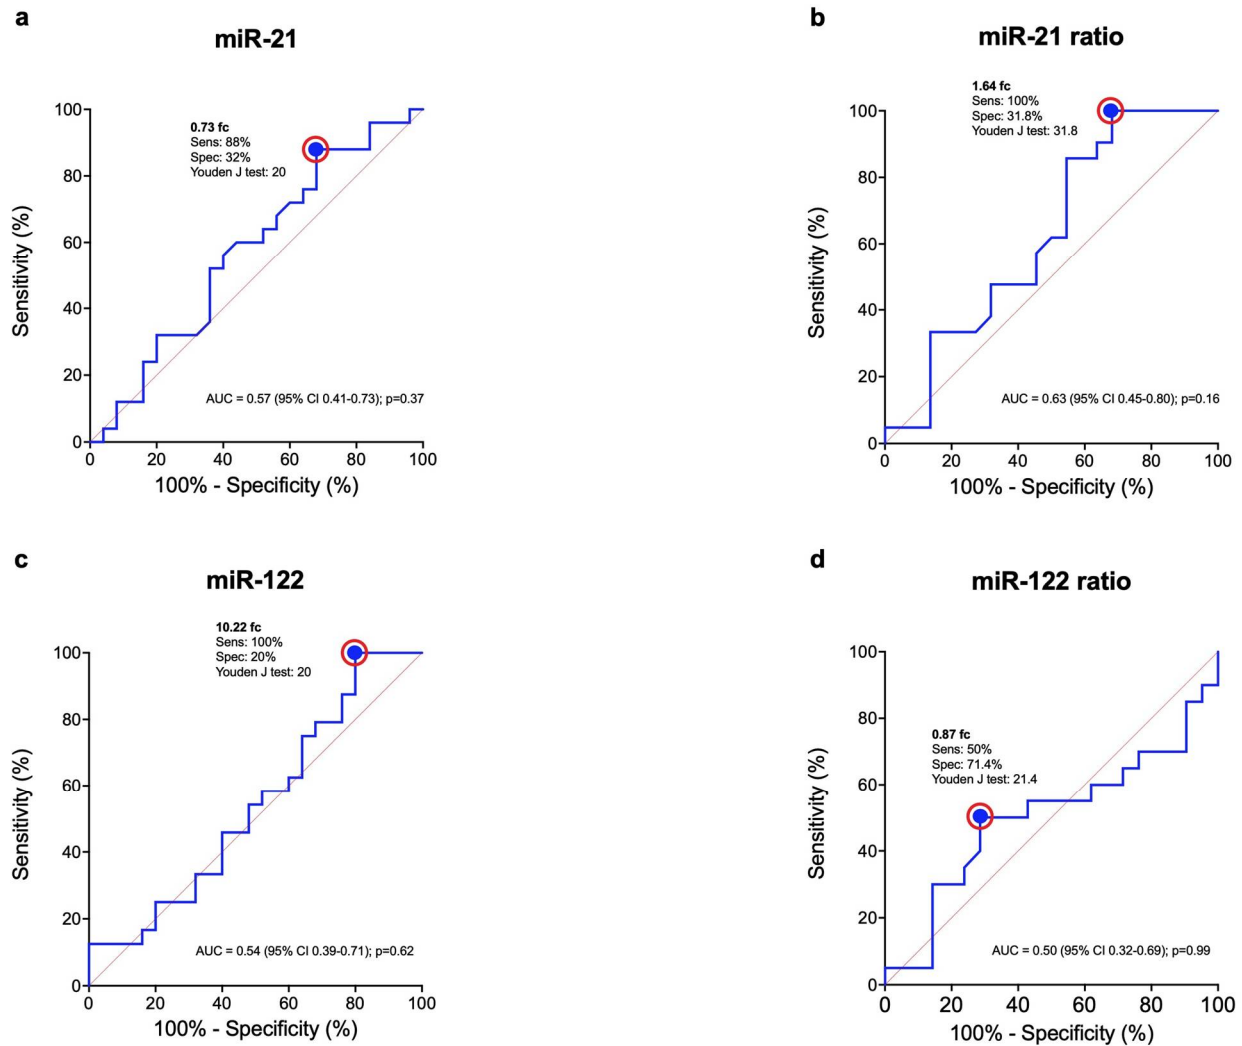 a
miR-21
0.73 fc
Sens: 88%
Spec: 32%
Youden J test: 20
100
80
60
40
20
0
Sensitivity (%)
AUC = 0.57 (95% CI 0.41-0.73); p=0.37
0 20 40 60 80 100
100% - Specificity (%)
b
miR-21 ratio
1.64 fc
Sens: 100%
Spec: 31.8%
Youden J test: 31.8
100
80
60
40
20
0
Sensitivity (%)
AUC = 0.63 (95% CI 0.45-0.80); p=0.16
0 20 40 60 80 100
100% - Specificity (%)
c
miR-122
10.22 fc
Sens: 100%
Spec: 20%
Youden J test: 20
100
80
60
40
20
0
Sensitivity (%)
AUC = 0.54 (95% CI 0.39-0.71); p=0.62
0 20 40 60 80 100
100% - Specificity (%)
d
miR-122 ratio
0.87 fc
Sens: 50%
Spec: 71.4%
Youden J test: 21.4
100
80
60
40
20
0
Sensitivity (%)
AUC = 0.50 (95% CI 0.32-0.69); p=0.99
0 20 40 60 80 100
100% - Specificity (%)